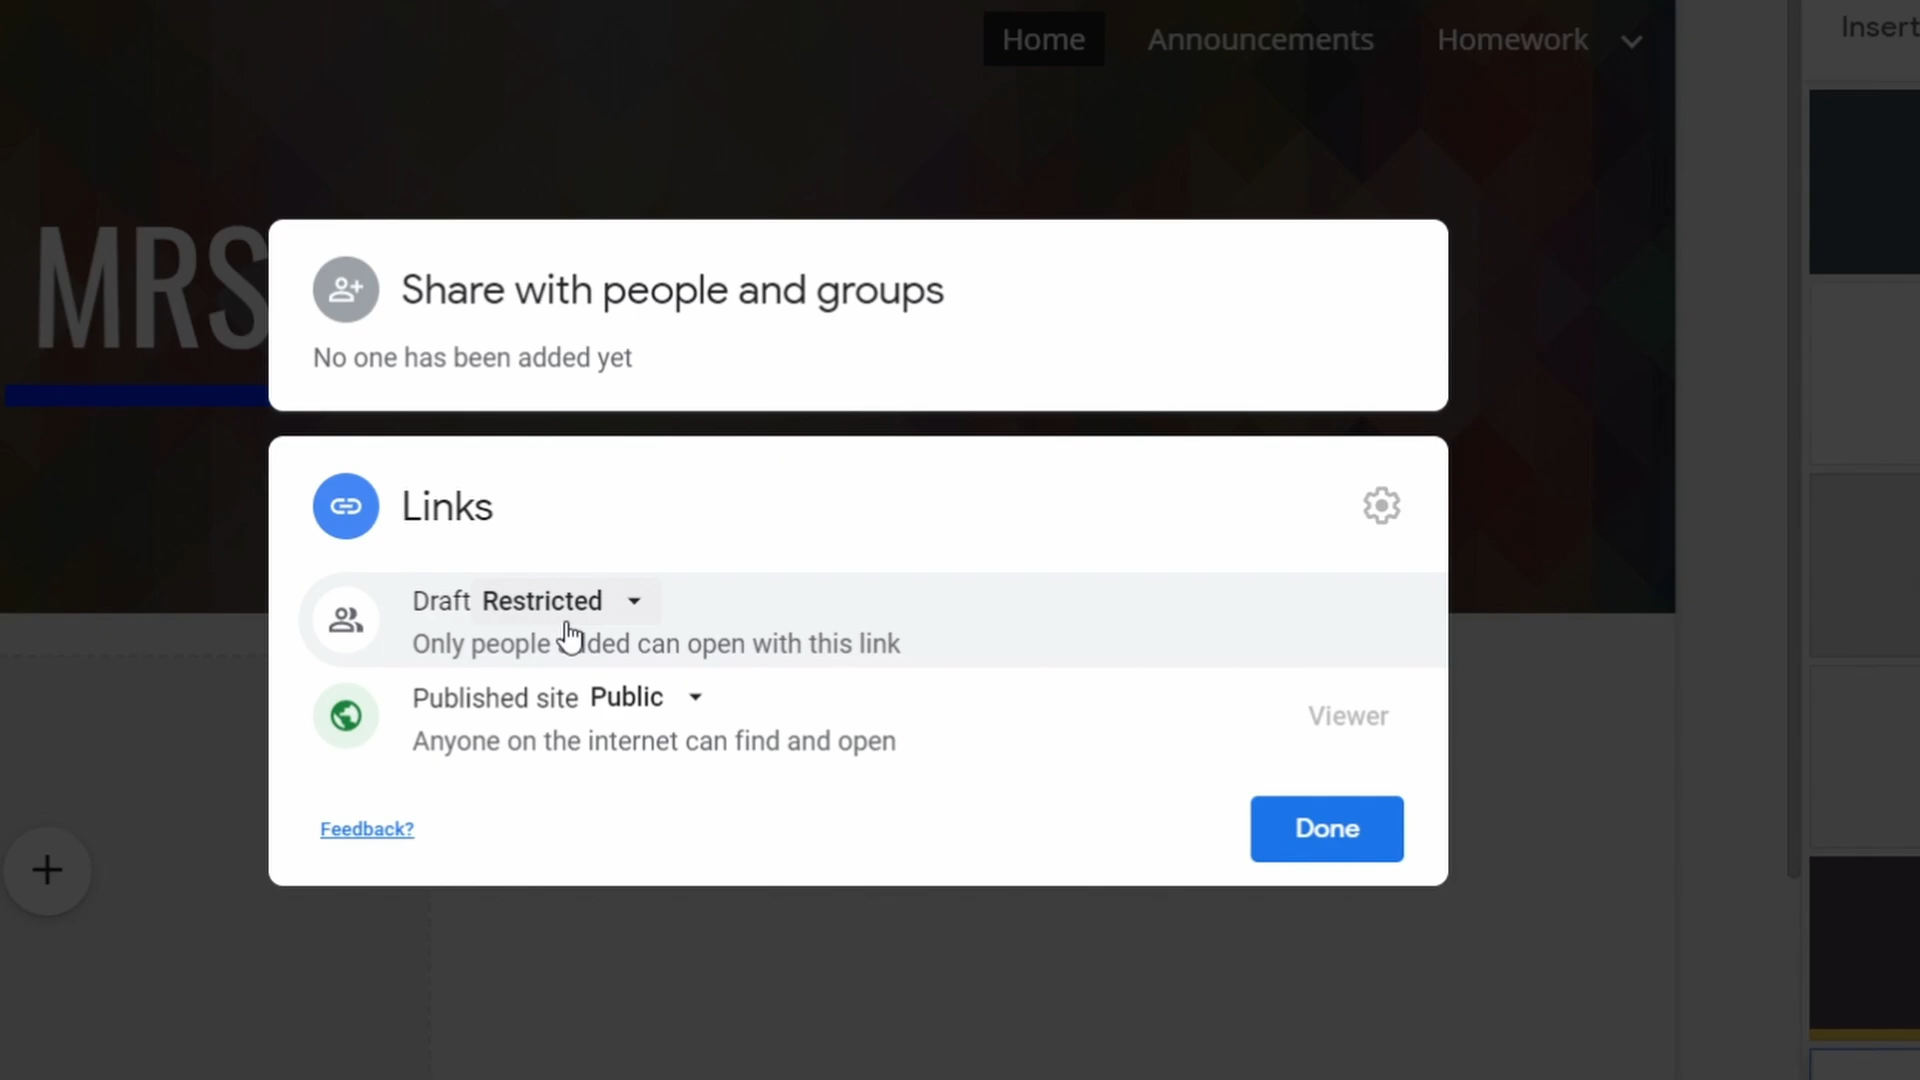 Home Announcements Homework
Insert
MRS
Share with people and groups
No one has been added yet
Links
Draft Restricted
Only people added can open with this link
Published site Public
Anyone on the internet can find and open
Viewer
Feedback?
Done